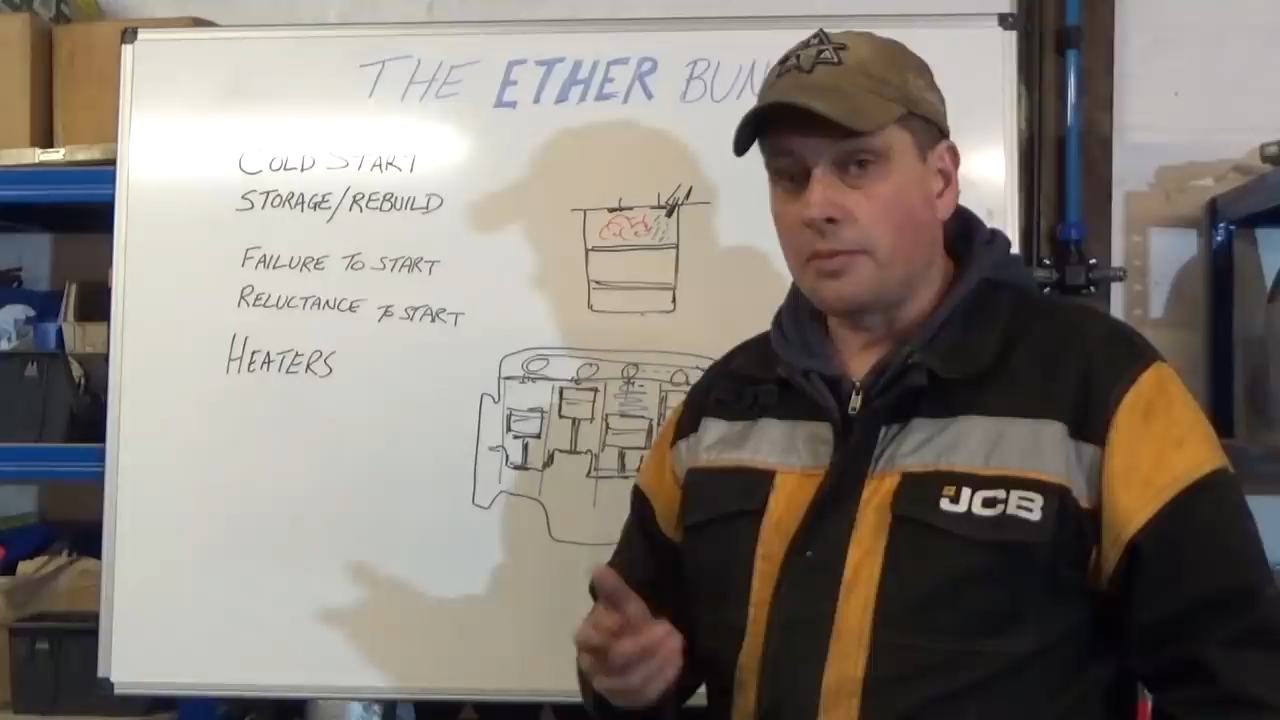 THE ETHER BUN
COLD START
STORAGE/REBUILD
FAILURE TO START
RELUCTANCE TO START
HEATERS
JCB